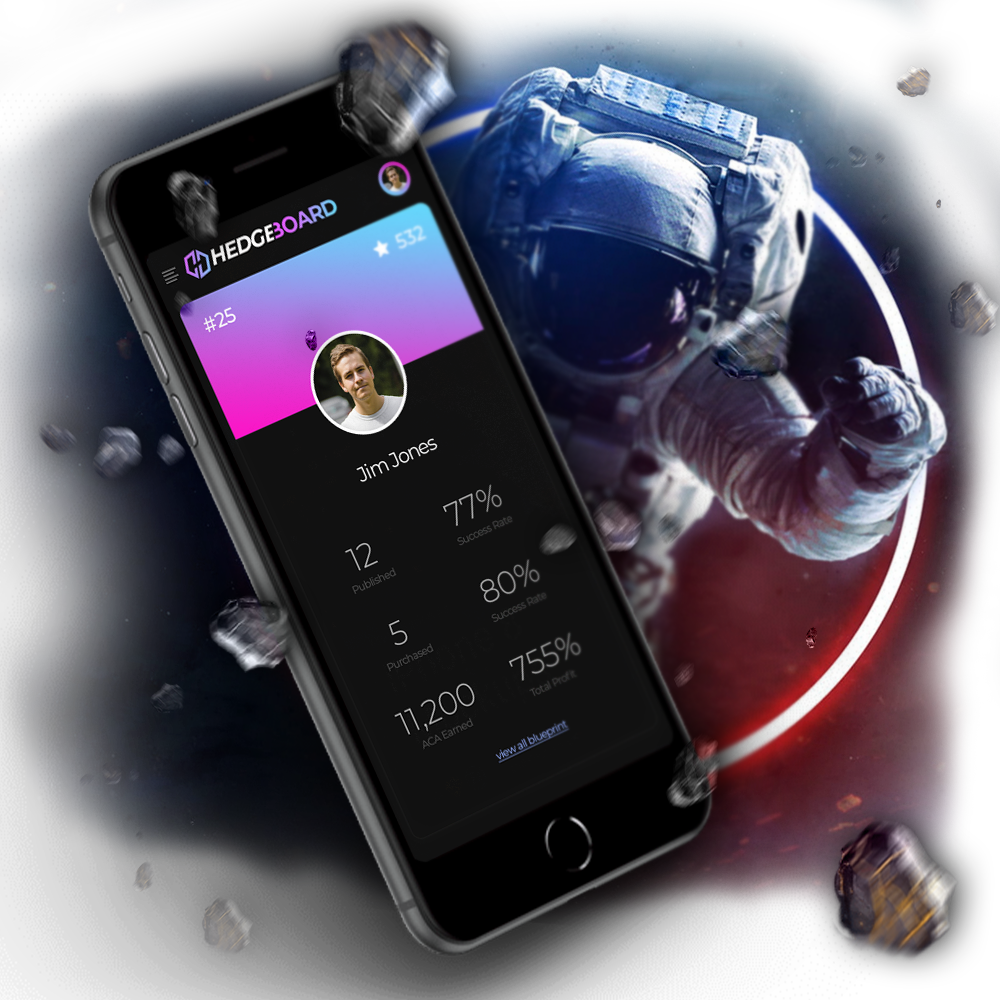 HEDGEBOARD
532
#25
Jim Jones
77%
Success Rate
12
Published
80%
Success Rate
5
Purchased
755%
Total Profit
11,200
ACA Earned
view all blueprint